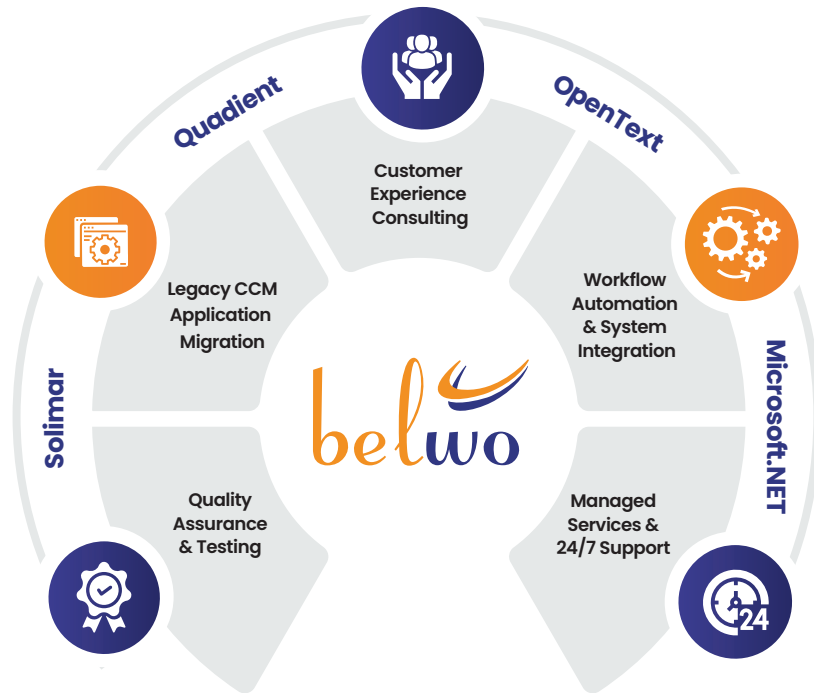 Quadient
OpenText
Customer
Experience
Consulting
Legacy CCM
Application
Migration
Workflow
Automation
& System
Integration
Solimar
Microsoft.NET
belwo
Quality
Assurance
& Testing
Managed
Services &
24/7 Support
24